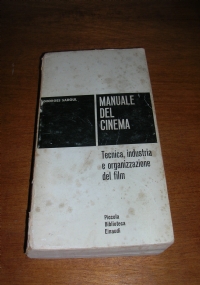 MANUALE
DEL
CINEMA
Tecnica, industria
e organizzazione
del film
Piccola
Biblioteca
Einaudi